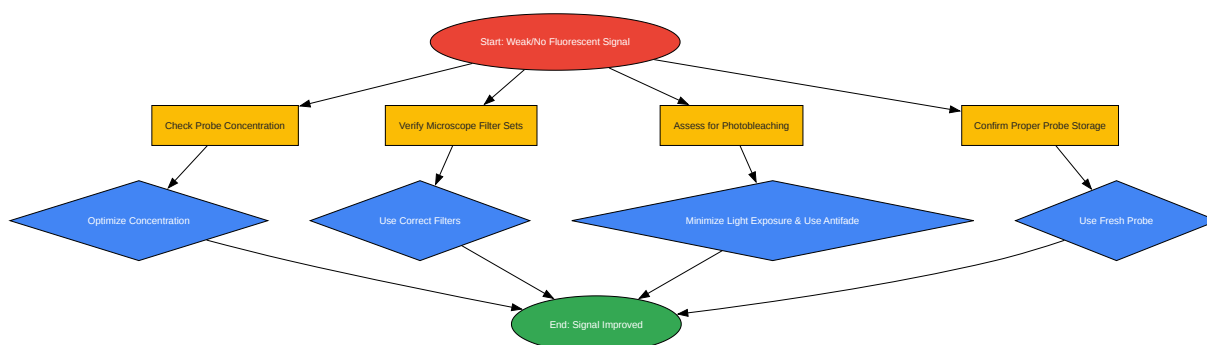 Start: Weak/No Fluorescent Signal
Check Probe Concentration
Verify Microscope Filter Sets
Assess for Photobleaching
Confirm Proper Probe Storage
Optimize Concentration
Use Correct Filters
Minimize Light Exposure & Use Antifade
Use Fresh Probe
End: Signal Improved